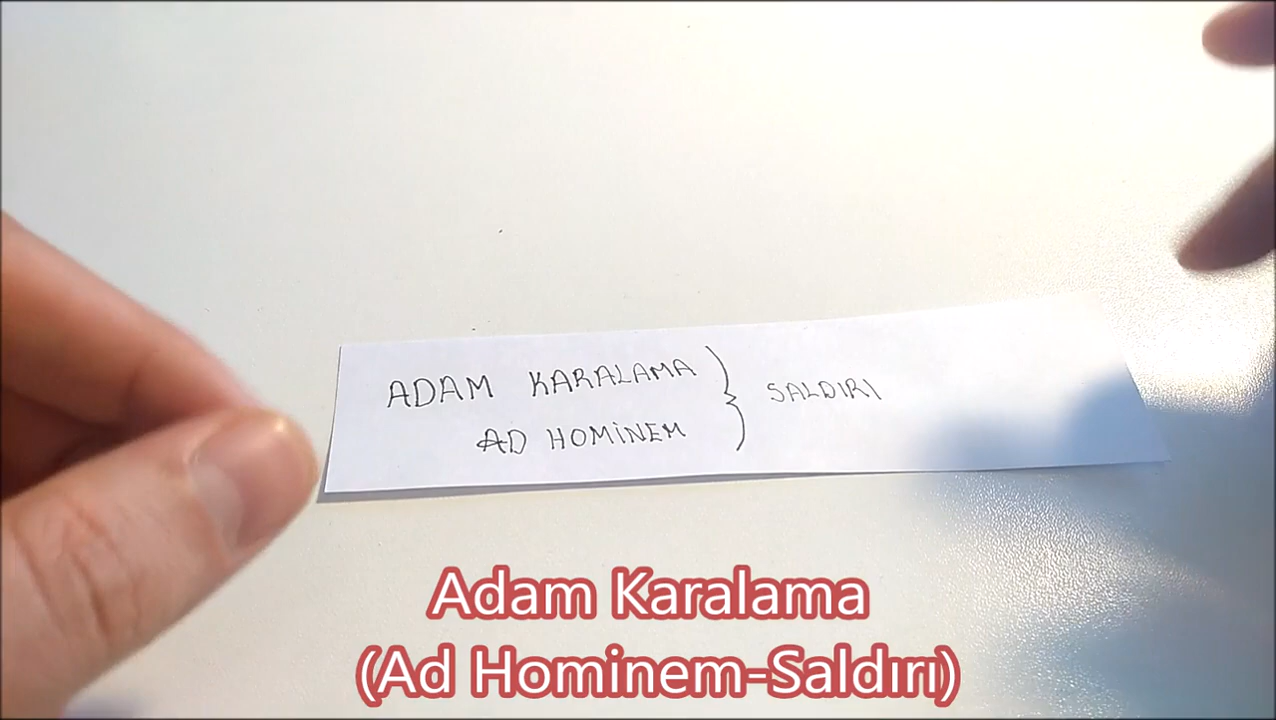 ADAM KARALAMA
AD HOMİNEM
} SALDIRI
Adam Karalama
(Ad Hominem-Saldırı)